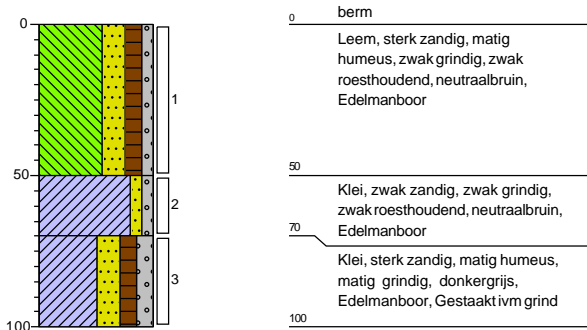 0
50
100
1
2
3
0
berm
Leem, sterk zandig, matig
humeus, zwak grindig, zwak
roesthoudend, neutraalbruin,
Edelmanboor
50
Klei, zwak zandig, zwak grindig,
zwak roesthoudend, neutraalbruin,
Edelmanboor
70
Klei, sterk zandig, matig humeus,
matig grindig, donkergrijs,
Edelmanboor, Gestaakt ivm grind
100